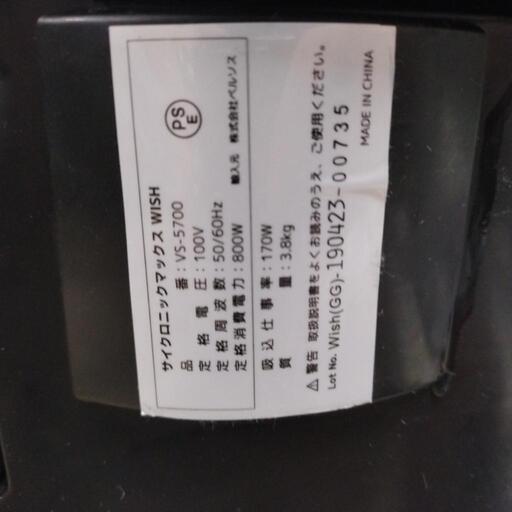 サイクロニックマックス WISH
品番：VS-5700
定格電圧：100V
定格周波数：50/60Hz
定格消費電力：800W
PSE
輸入元 株式会社ベルソス
吸込仕事率：170W
質量：3.8kg
⚠ 警告 取扱説明書をよくお読みのうえ、ご使用ください。
Lot No. Wish(GG)-190423-00735
MADE IN CHINA